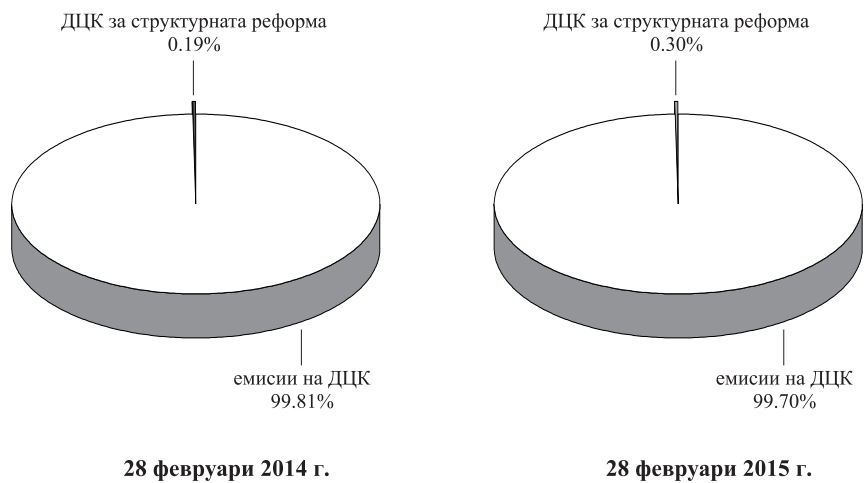 ДЦК за структурната реформа
0.19%
емисии на ДЦК
99.81%
28 февруари 2014 г.
ДЦК за структурната реформа
0.30%
емисии на ДЦК
99.70%
28 февруари 2015 г.